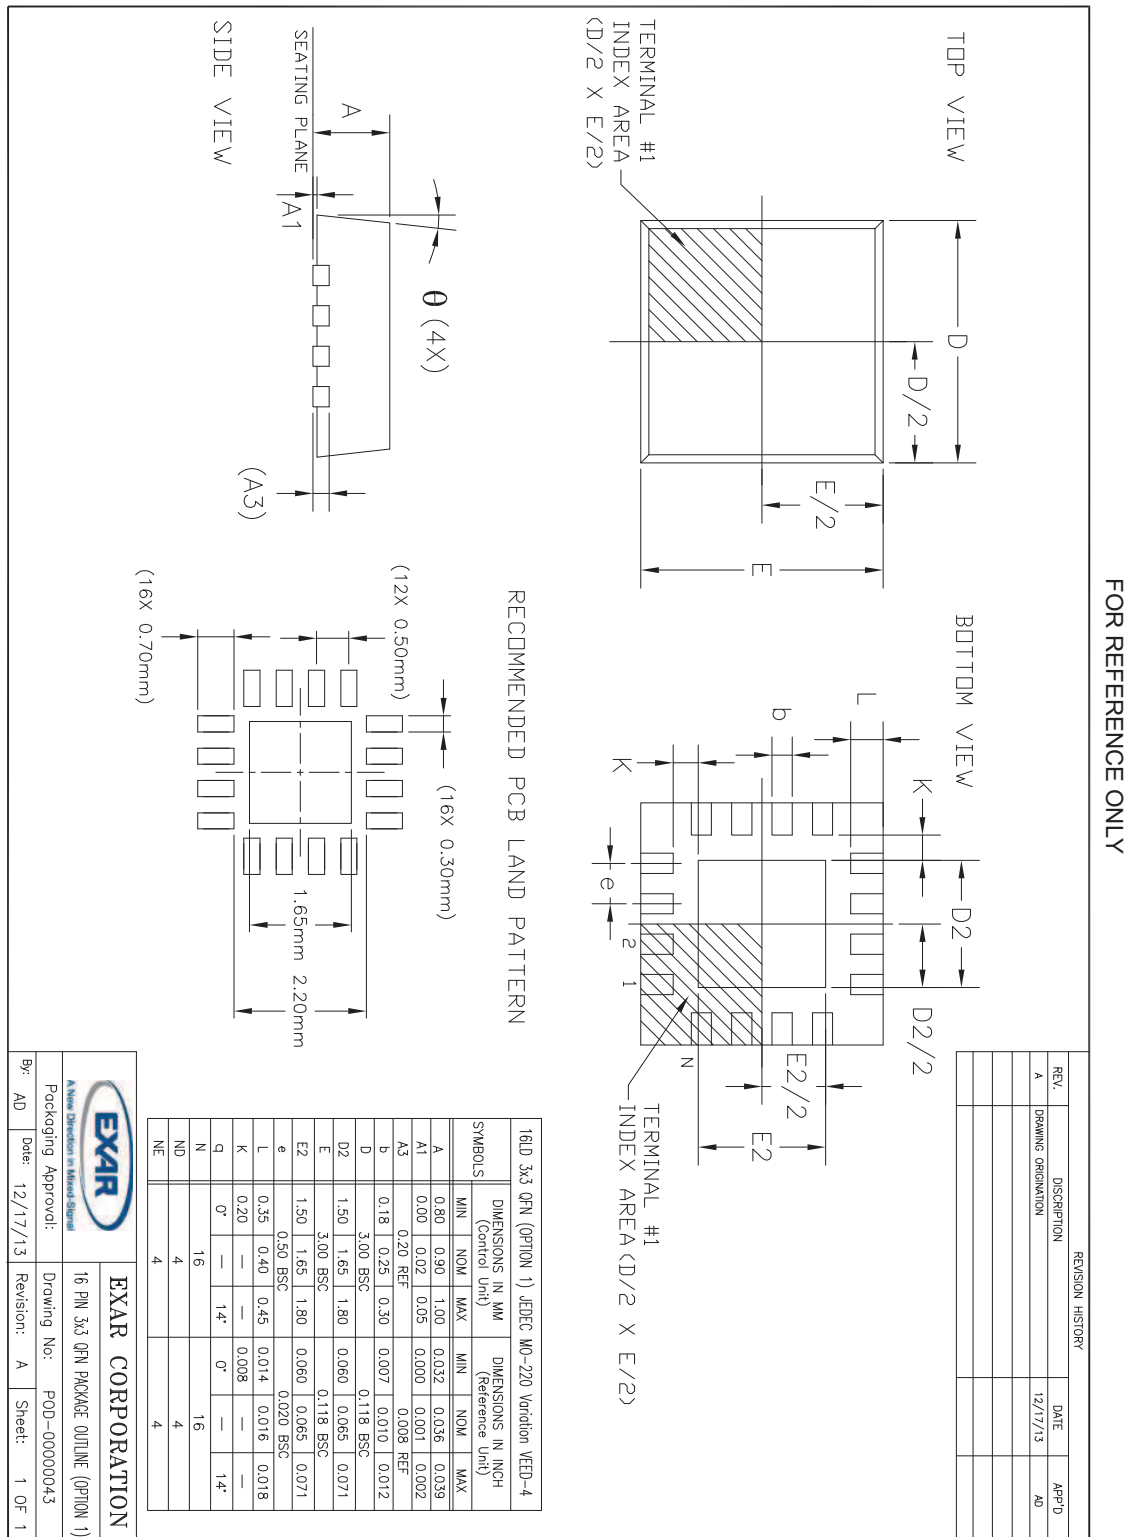 FOR REFERENCE ONLY
TOP VIEW
TERMINAL #1
INDEX AREA
(D/2 X E/2)
D
D/2
E/2
E
BOTTOM VIEW
L
b
K
K
e
2
1
N
D2
D2/2
E2/2
E2
TERMINAL #1
INDEX AREA(D/2 X E/2)
SIDE VIEW
SEATING PLANE
A
A1
θ (4X)
(A3)
RECOMMENDED PCB LAND PATTERN
(12X 0.50mm)
(16X 0.70mm)
(16X 0.30mm)
1.65mm 2.20mm
REVISION HISTORY
REV. DISCRIPTION DATE APP'D
A DRAWING ORIGINATION 12/17/13 AD
16LD 3x3 QFN (OPTION 1) JEDEC MO-220 Variation VEED-4
SYMBOLS DIMENSIONS IN MM (Control Unit) DIMENSIONS IN INCH (Reference Unit)
MIN NOM MAX MIN NOM MAX
A 0.80 0.90 1.00 0.032 0.036 0.039
A1 0.00 0.02 0.05 0.000 0.001 0.002
A3 0.20 REF 0.008 REF
b 0.18 0.25 0.30 0.007 0.010 0.012
D 3.00 BSC 0.118 BSC
D2 1.50 1.65 1.80 0.060 0.065 0.071
E 3.00 BSC 0.118 BSC
E2 1.50 1.65 1.80 0.060 0.065 0.071
e 0.50 BSC 0.020 BSC
L 0.35 0.40 0.45 0.014 0.016 0.018
K 0.20 — — 0.008 — —
q 0° — 14° 0° — 14°
N 16 16
ND 4 4
NE 4 4
EXAR
A New Direction in Mixed-Signal
EXAR CORPORATION
16 PIN 3x3 QFN PACKAGE OUTLINE (OPTION 1)
Packaging Approval:
Drawing No: POD-00000043
By: AD Date: 12/17/13 Revision: A Sheet: 1 OF 1